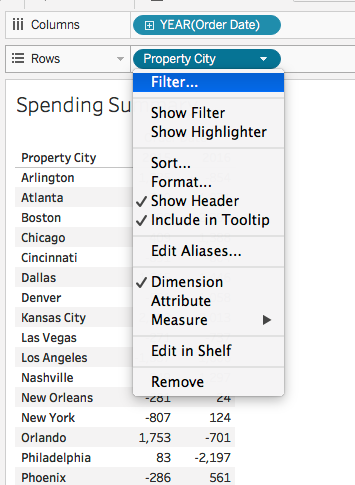 Columns YEAR(Order Date)
Rows Property City
Filter...
Spending Su
Show Filter
Show Highlighter
Sort...
Format...
Show Header
Include in Tooltip
Edit Aliases...
Dimension
Attribute
Measure
Edit in Shelf
Remove
Property City
Arlington
Atlanta
Boston
Chicago
Cincinnati
Dallas
Denver
Kansas City
Las Vegas
Los Angeles
Nashville
New Orleans -281 24
New York -807 124
Orlando 1,753 -701
Philadelphia 83 -2,197
Phoenix -286 561